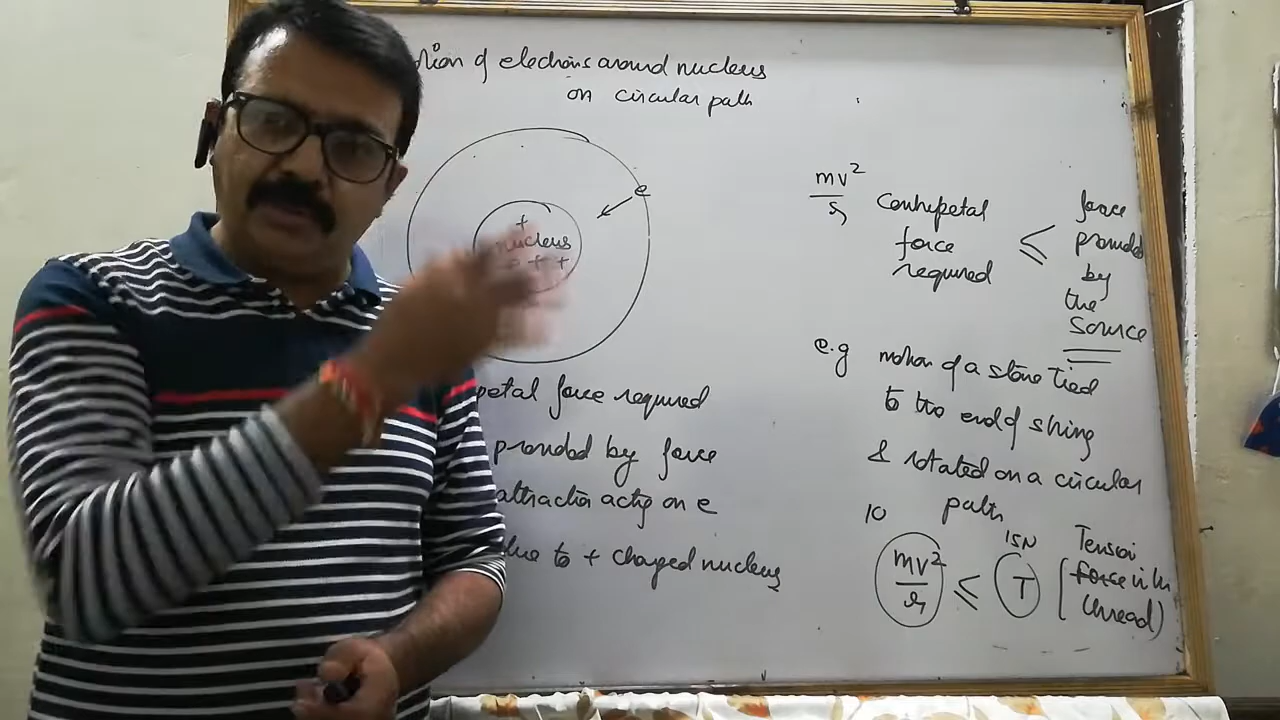 tion of electrons around nucleus
on circular path
e
+
nucleus
+ +
petal force required
provided by force
attraction acting on e
due to + charged nucleus
mv²
r
Centripetal
force
required
≤
force
provided
by
the
source
e.g motion of a stone tied
to the end of string
& rotated on a circular
path
10
mv²
r
≤
15N
T
Tension
force in the
thread)